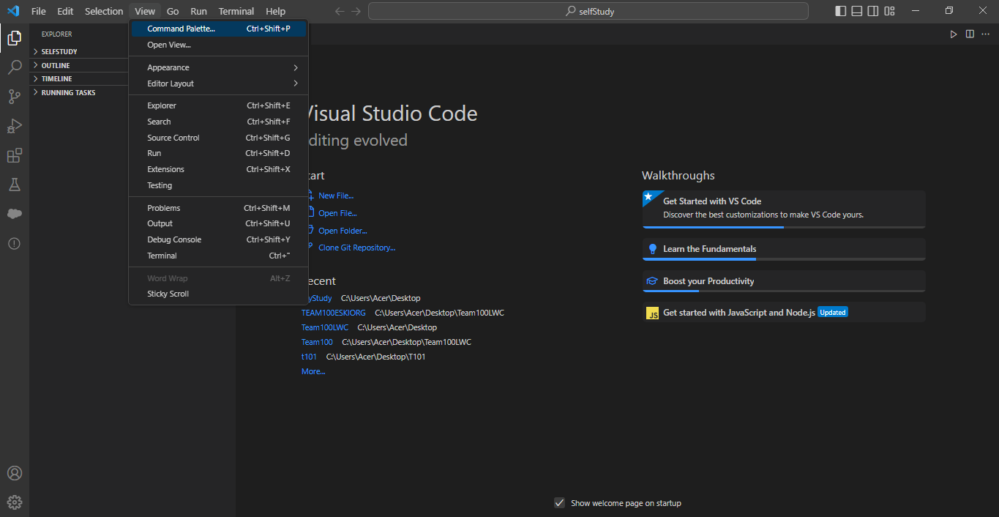 File Edit Selection View Go Run Terminal Help
selfStudy
EXPLORER
SELFSTUDY
OUTLINE
TIMELINE
RUNNING TASKS
Command Palette... Ctrl+Shift+P
Open View...
Appearance
Editor Layout
Explorer Ctrl+Shift+E
Search Ctrl+Shift+F
Source Control Ctrl+Shift+G
Run Ctrl+Shift+D
Extensions Ctrl+Shift+X
Testing
Problems Ctrl+Shift+M
Output Ctrl+Shift+U
Debug Console Ctrl+Shift+Y
Terminal Ctrl+"
Word Wrap Alt+Z
Sticky Scroll
Visual Studio Code
diting evolved
tart
New File...
Open File...
Open Folder...
Clone Git Repository...
ecent
yStudy C:\Users\Acer\Desktop
TEAM100ESKIORG C:\Users\Acer\Desktop\Team100LWC
Team100LWC C:\Users\Acer\Desktop
Team100 C:\Users\Acer\Desktop\Team100LWC
t101 C:\Users\Acer\Desktop\T101
More...
Walkthroughs
Get Started with VS Code
Discover the best customizations to make VS Code yours.
Learn the Fundamentals
Boost your Productivity
JS Get started with JavaScript and Node.js Updated
Show welcome page on startup